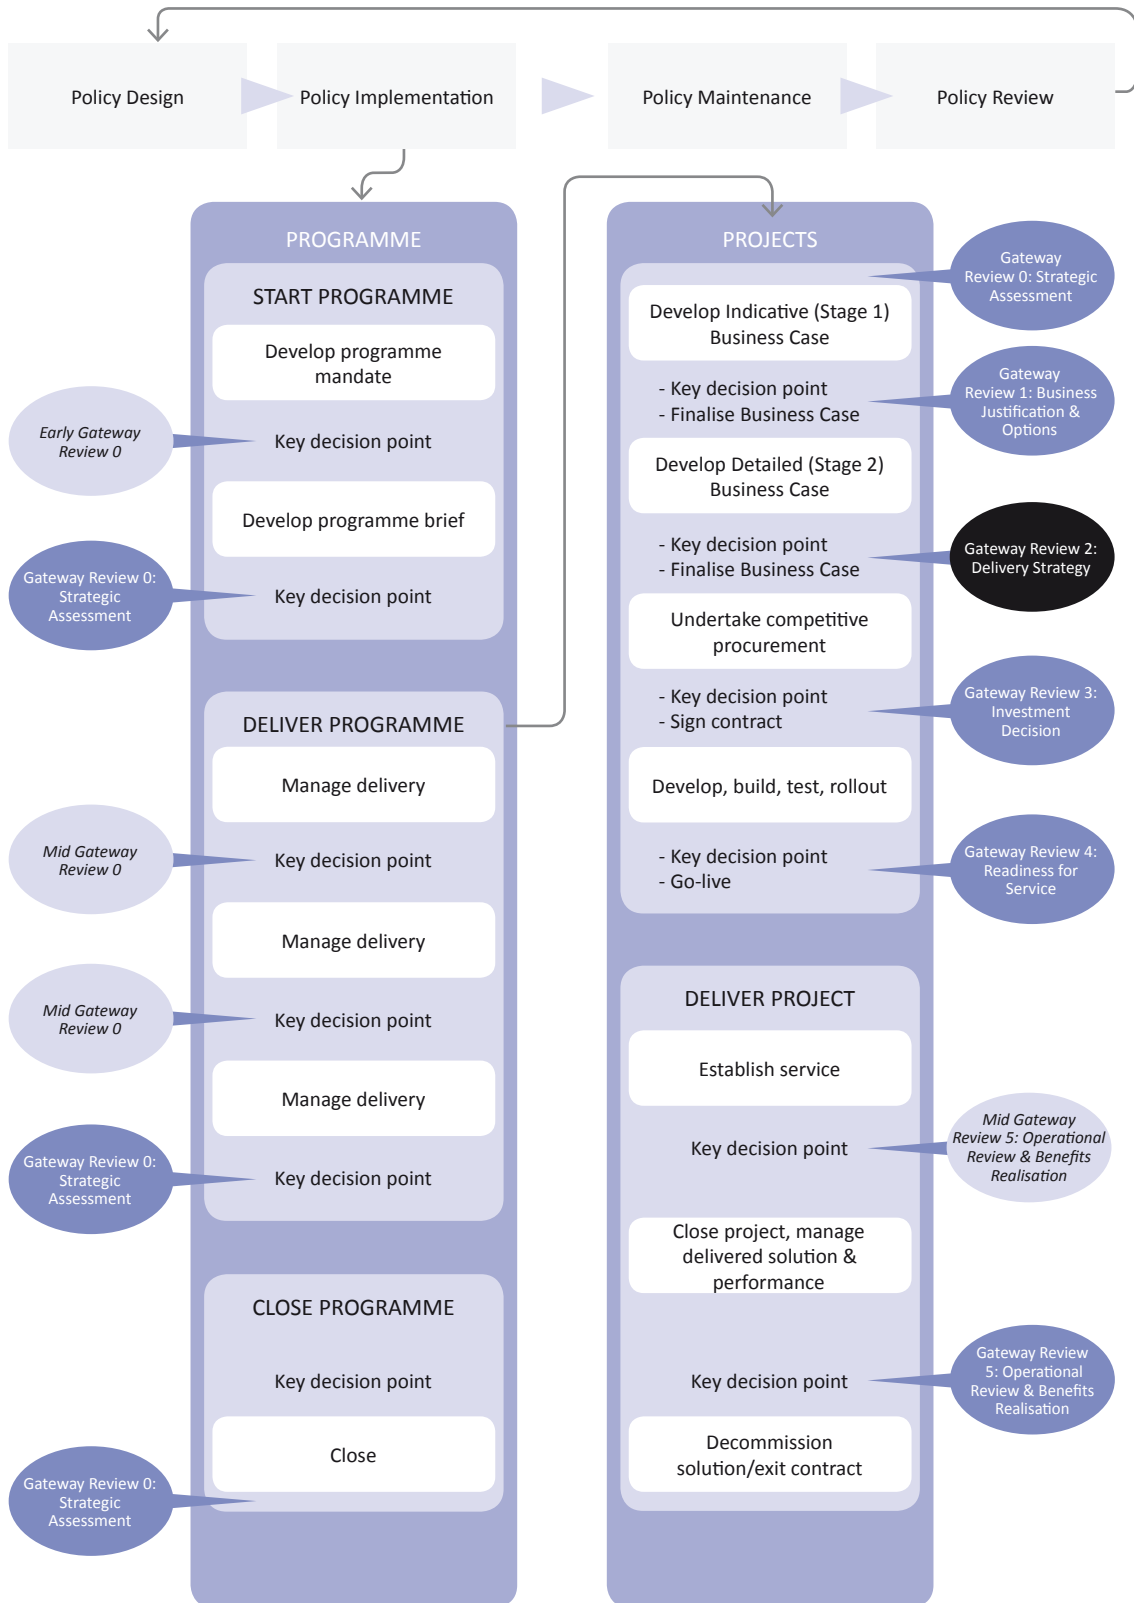 Policy Design
Policy Implementation
Policy Maintenance
Policy Review
PROGRAMME
START PROGRAMME
Develop programme
mandate
Early Gateway
Review 0
Key decision point
Develop programme brief
Gateway Review 0:
Strategic
Assessment
Key decision point
DELIVER PROGRAMME
Manage delivery
Mid Gateway
Review 0
Key decision point
Manage delivery
Mid Gateway
Review 0
Key decision point
Manage delivery
Gateway Review 0:
Strategic
Assessment
Key decision point
CLOSE PROGRAMME
Key decision point
Close
Gateway Review 0:
Strategic
Assessment
PROJECTS
Gateway
Review 0: Strategic
Assessment
Develop Indicative (Stage 1)
Business Case
- Key decision point
- Finalise Business Case
Gateway
Review 1: Business
Justification &
Options
Develop Detailed (Stage 2)
Business Case
- Key decision point
- Finalise Business Case
Gateway Review 2:
Delivery Strategy
Undertake competitive
procurement
- Key decision point
- Sign contract
Gateway Review 3:
Investment
Decision
Develop, build, test, rollout
- Key decision point
- Go-live
Gateway Review 4:
Readiness for
Service
DELIVER PROJECT
Establish service
Key decision point
Mid Gateway
Review 5: Operational
Review & Benefits
Realisation
Close project, manage
delivered solution &
performance
Key decision point
Gateway Review
5: Operational
Review & Benefits
Realisation
Decommission
solution/exit contract